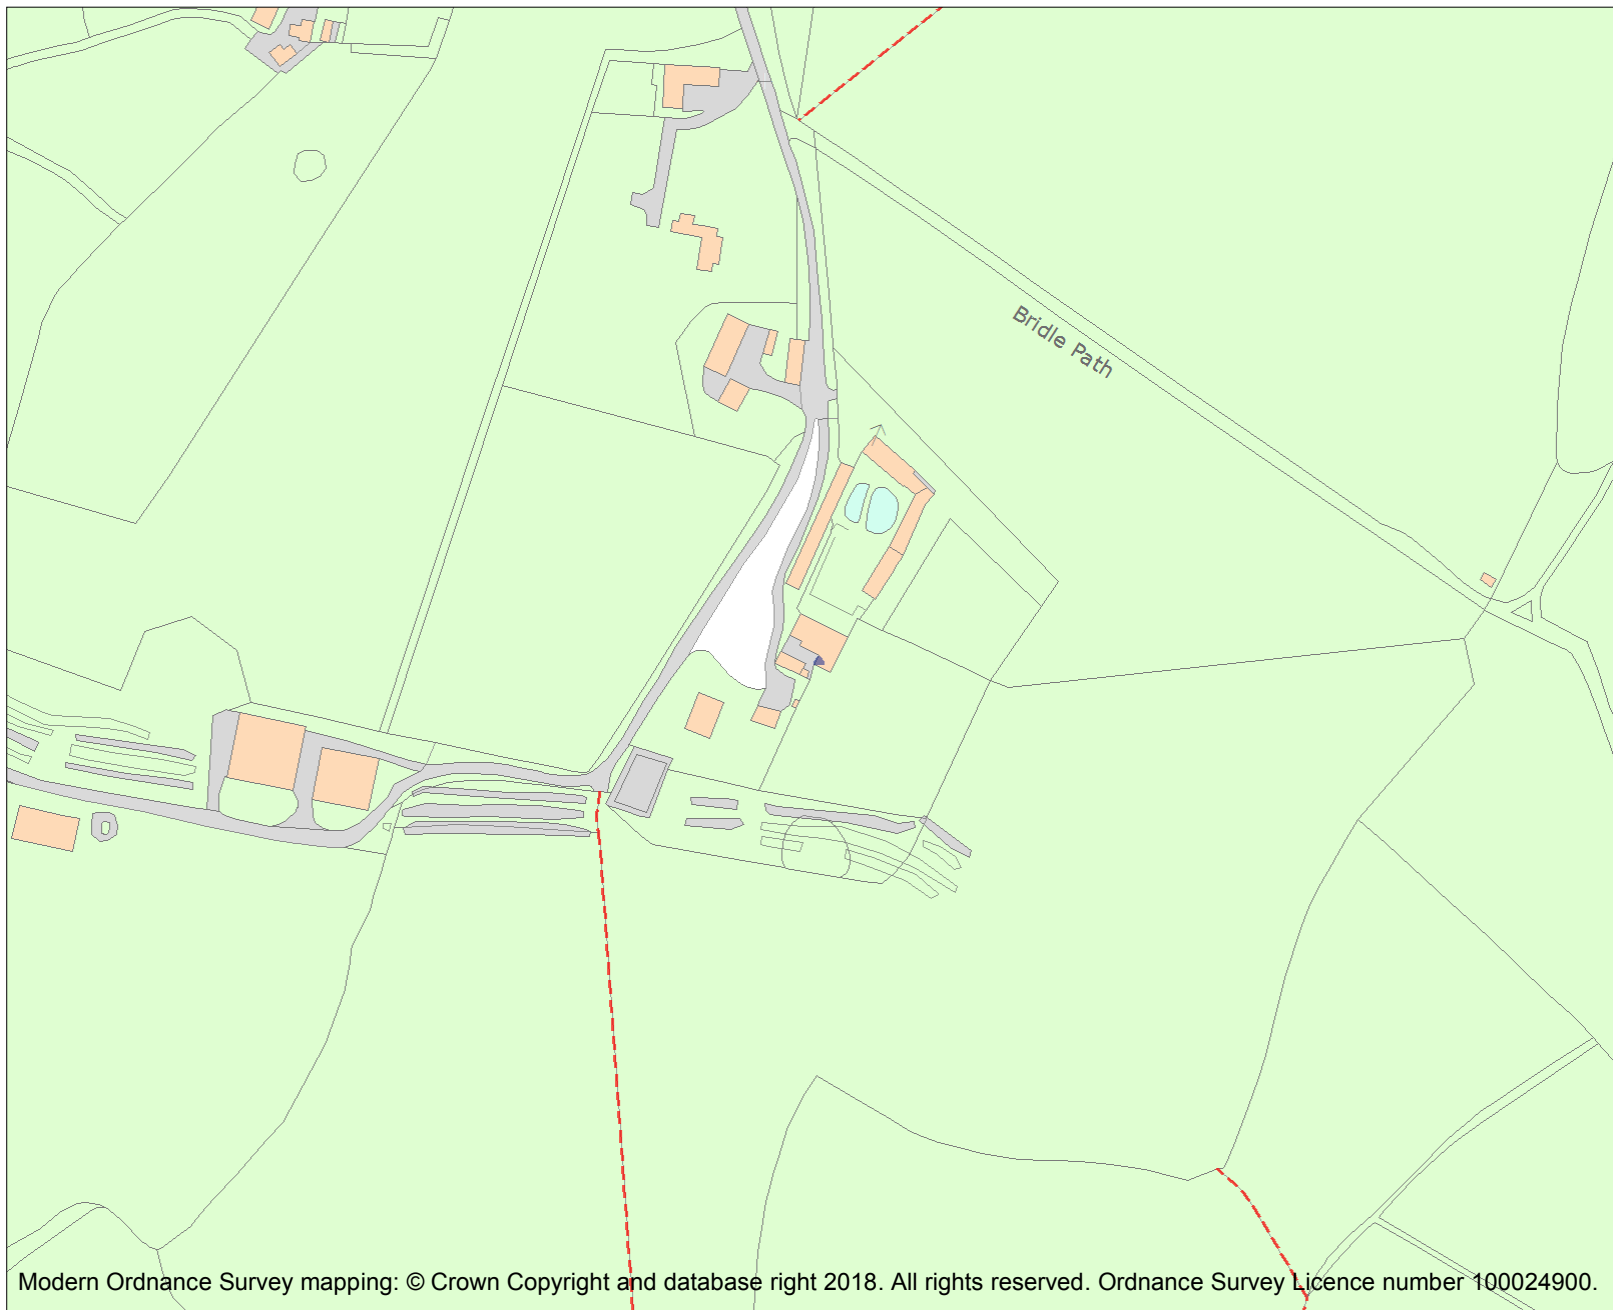 Bridle Path
Modern Ordnance Survey mapping: © Crown Copyright and database right 2018. All rights reserved. Ordnance Survey Licence number 100024900.